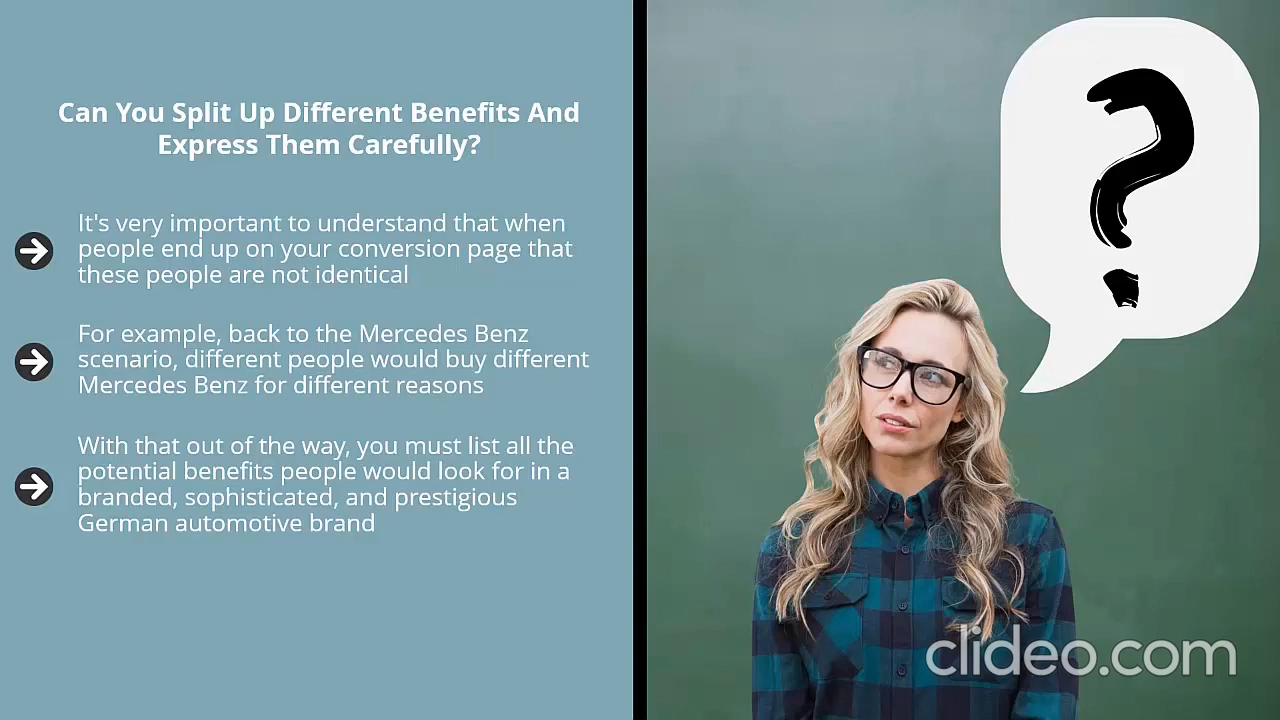 Can You Split Up Different Benefits And
Express Them Carefully?
It's very important to understand that when
people end up on your conversion page that
these people are not identical
For example, back to the Mercedes Benz
scenario, different people would buy different
Mercedes Benz for different reasons
With that out of the way, you must list all the
potential benefits people would look for in a
branded, sophisticated, and prestigious
German automotive brand
?
clideo.com